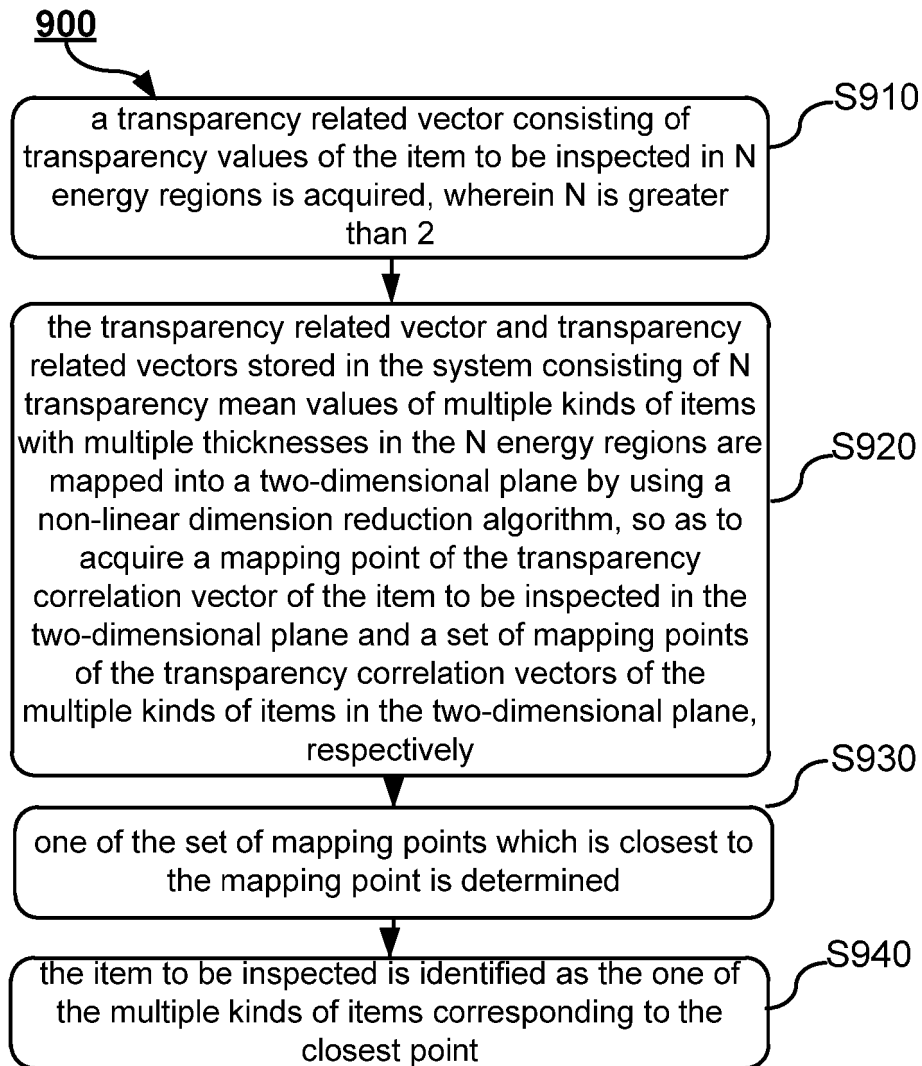 900
S910
a transparency related vector consisting of
transparency values of the item to be inspected in N
energy regions is acquired, wherein N is greater
than 2
the transparency related vector and transparency
related vectors stored in the system consisting of N
transparency mean values of multiple kinds of items
with multiple thicknesses in the N energy regions are
mapped into a two-dimensional plane by using a
non-linear dimension reduction algorithm, so as to
acquire a mapping point of the transparency
correlation vector of the item to be inspected in the
two-dimensional plane and a set of mapping points
of the transparency correlation vectors of the
multiple kinds of items in the two-dimensional plane,
respectively
S920
S930
one of the set of mapping points which is closest to
the mapping point is determined
S940
the item to be inspected is identified as the one of
the multiple kinds of items corresponding to the
closest point